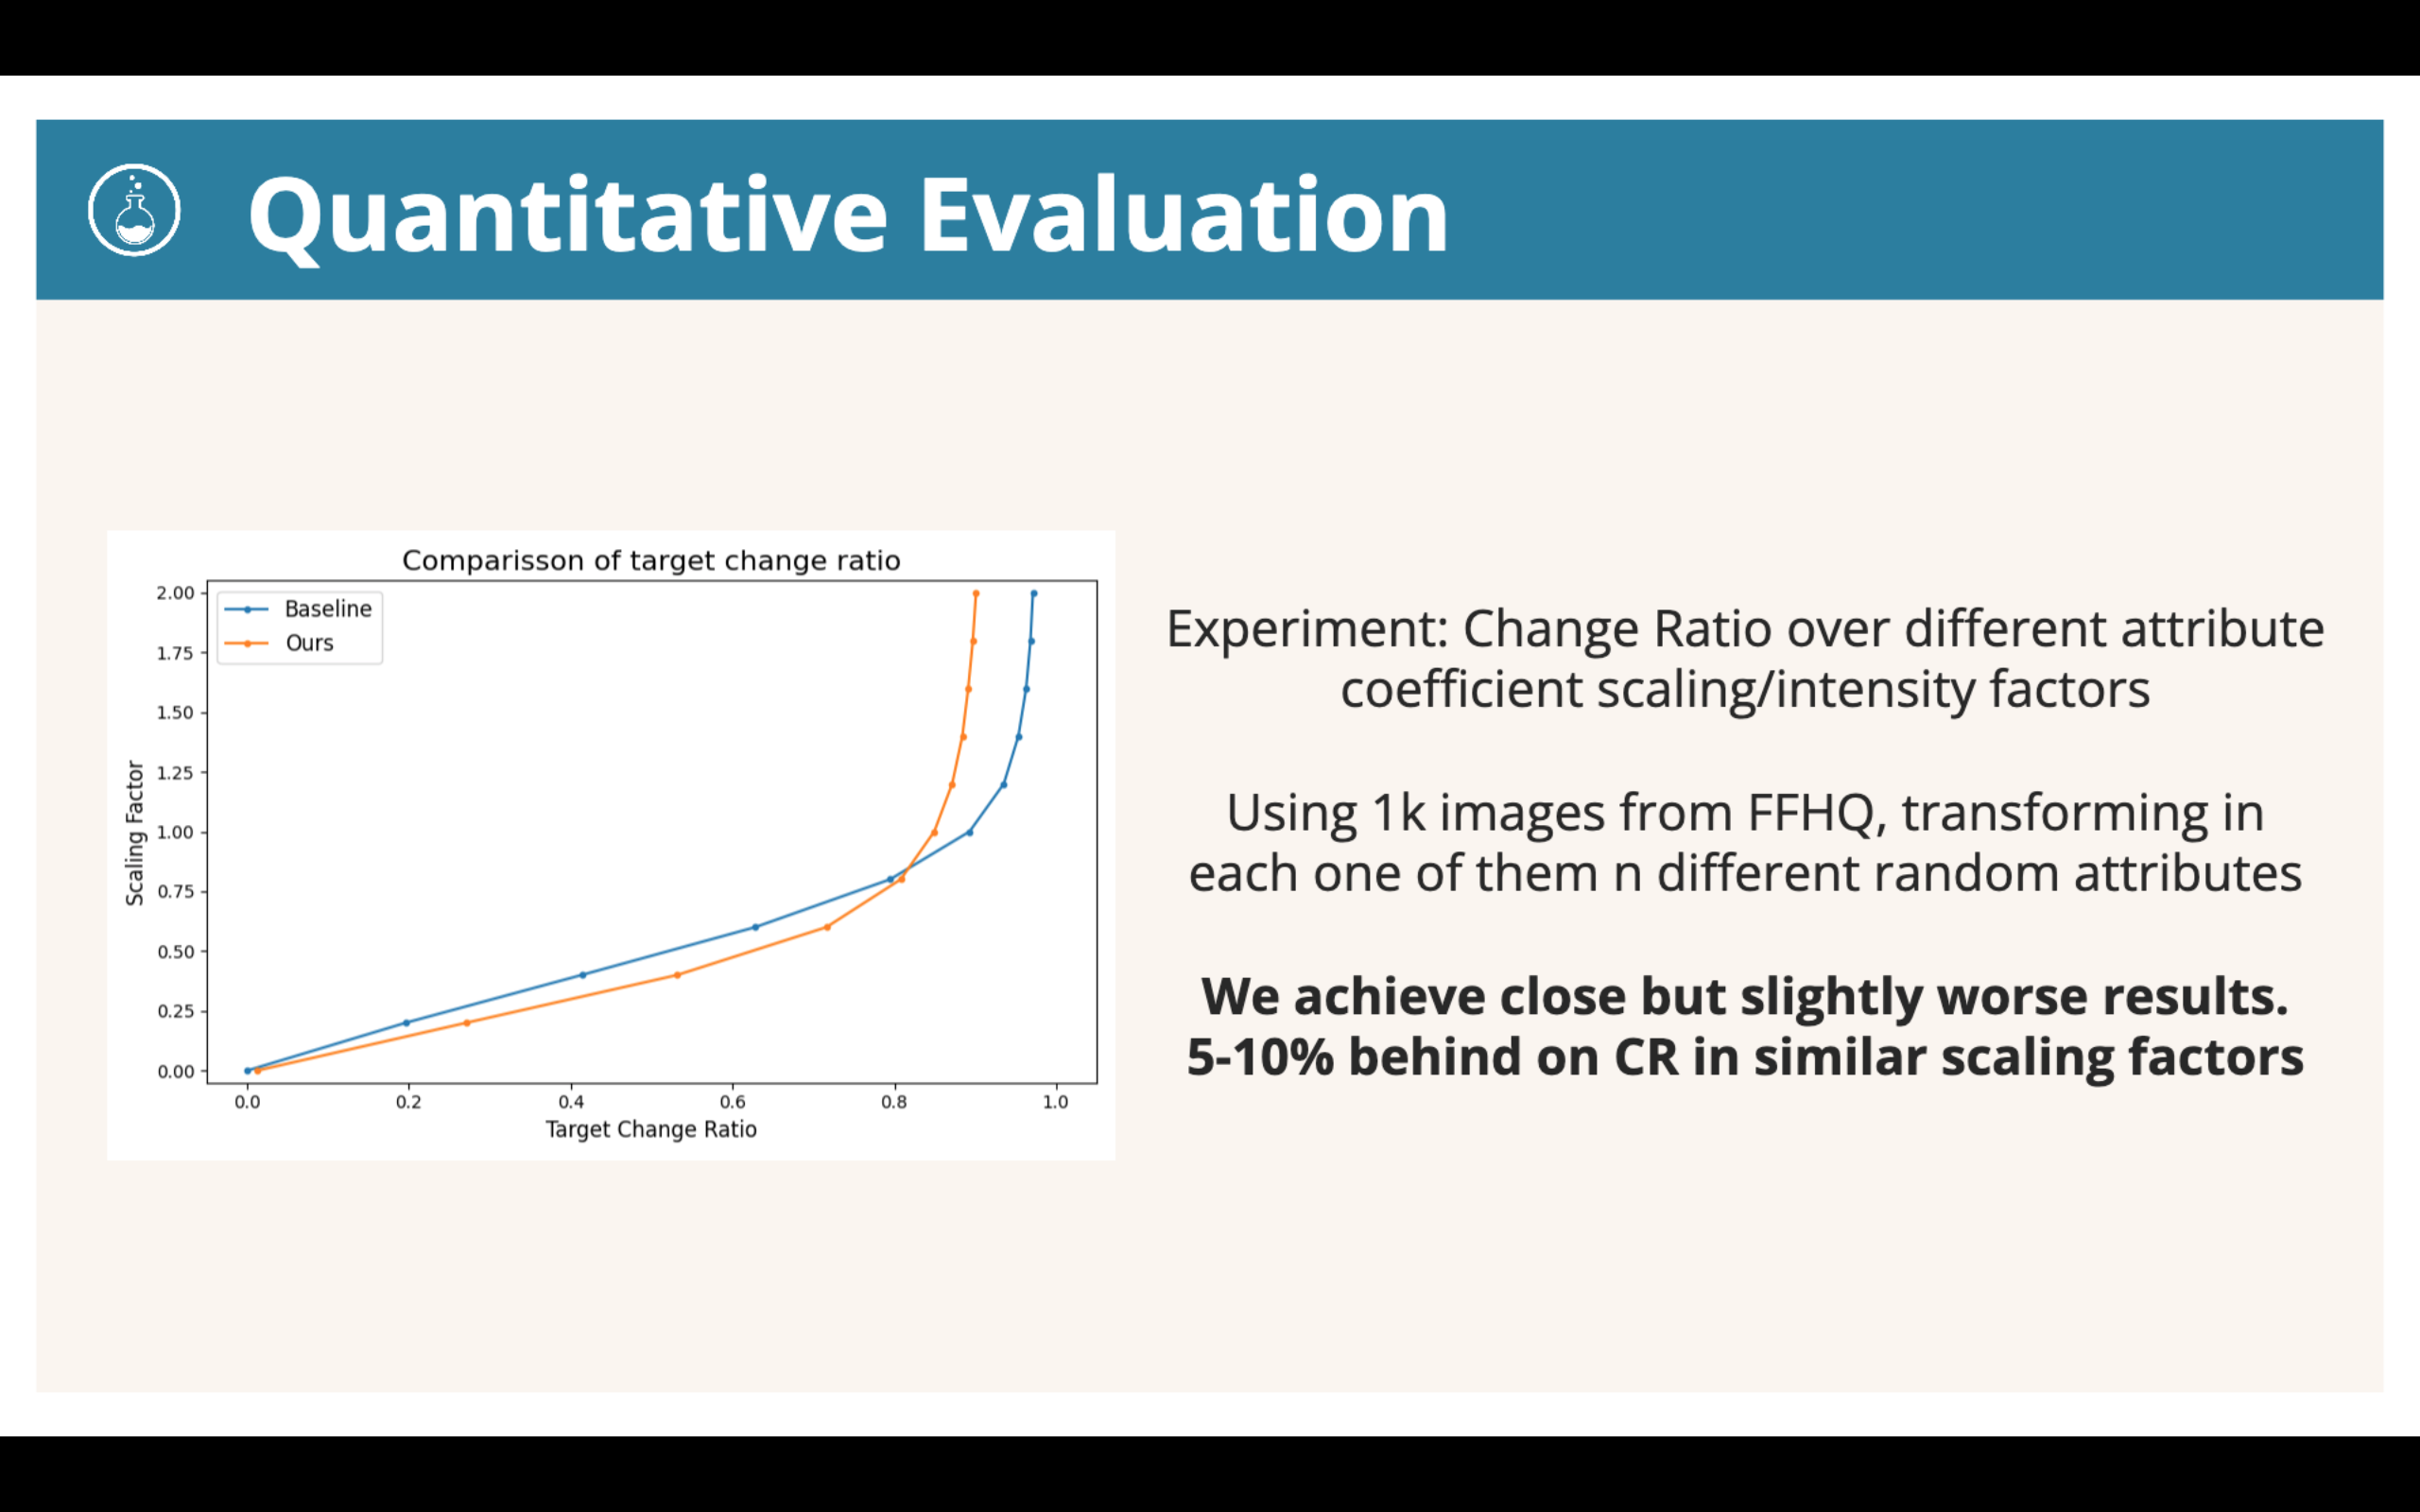 Quantitative Evaluation
Comparisson of target change ratio
Baseline
Ours
2.00
1.75
1.50
1.25
1.00
0.75
0.50
0.25
0.00
Scaling Factor
0.0 0.2 0.4 0.6 0.8 1.0
Target Change Ratio
Experiment: Change Ratio over different attribute
coefficient scaling/intensity factors
Using 1k images from FFHQ, transforming in
each one of them n different random attributes
We achieve close but slightly worse results.
5-10% behind on CR in similar scaling factors